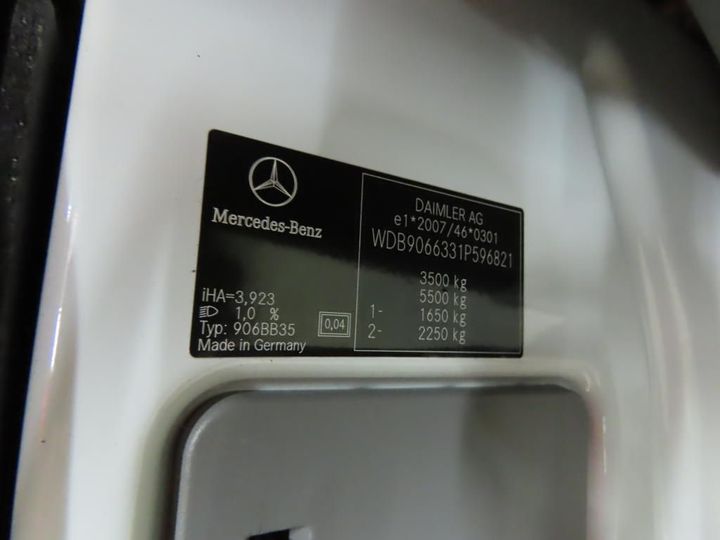 Mercedes-Benz
iHA=3,923
1,0 %
Typ: 906BB35
Made in Germany
0,04
DAIMLER AG
e1*2007/46*0301
WDB9066331P596821
3500 kg
5500 kg
1- 1650 kg
2- 2250 kg